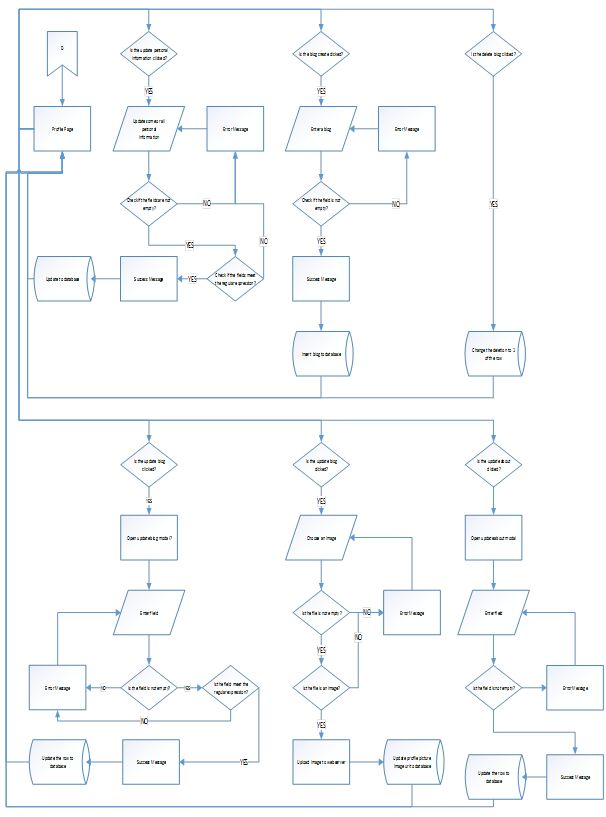 Is the update personal
information clicked?
Is the blog create clicked?
Is the delete blog clicked?
YES
YES
Profile Page
Update some or all
personal
information
Error Message
Enter a blog
Error Message
Check if the fields are not
empty?
NO
Check if the field is not
empty?
NO
YES
YES
NO
YES
Update to database
Success Message
YES
Check if the fields meet
the regular expression?
Success Message
Insert blog to database
Change the deletion to 1
of the row
Is the update blog
clicked?
Is the update blog
clicked?
Is the update about
clicked?
YES
YES
Open update blog modal?
Choose an image
Open update about modal
Enter field
Is the file is not empty?
NO
Error Message
Enter field
NO
YES
Error Message
NO
Is the field is not empty?
YES
Is the field meet the
regular expression?
Is the file is an image?
Is the field is not empty?
Error Message
NO
YES
Update the row to
database
Success Message
YES
Upload image to web server
Update profile picture
image url to database
Update the row to
database
Success Message